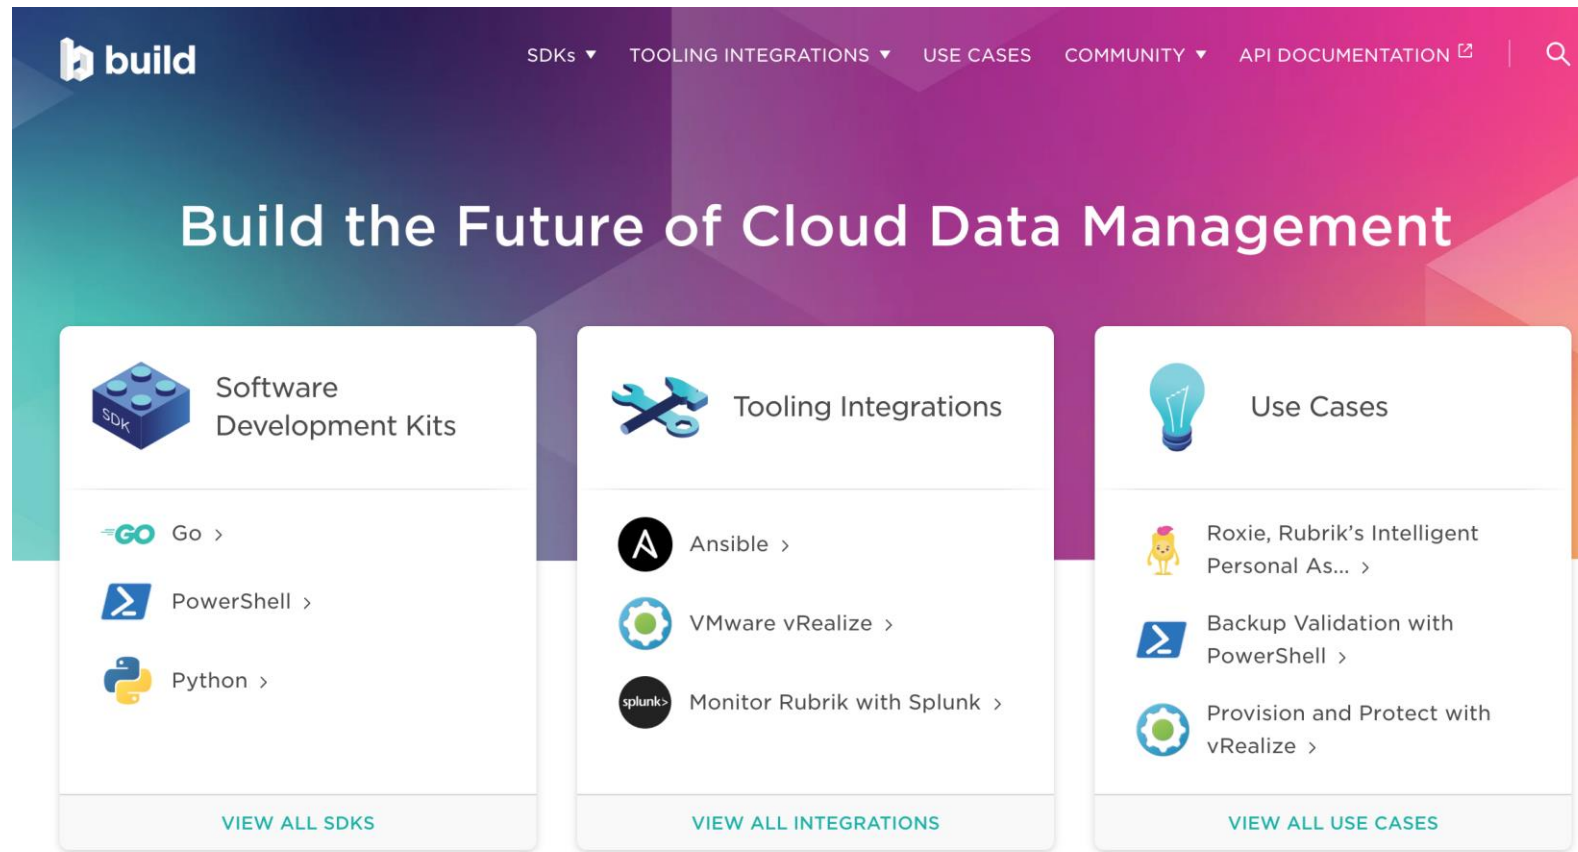 build
SDKs ▼ TOOLING INTEGRATIONS ▼ USE CASES COMMUNITY ▼ API DOCUMENTATION
Build the Future of Cloud Data Management
SDK
Software
Development Kits
GO Go >
PowerShell >
Python >
VIEW ALL SDKS
Tooling Integrations
Ansible >
VMware vRealize >
splunk> Monitor Rubrik with Splunk >
VIEW ALL INTEGRATIONS
Use Cases
Roxie, Rubrik’s Intelligent
Personal As... >
Backup Validation with
PowerShell >
Provision and Protect with
vRealize >
VIEW ALL USE CASES